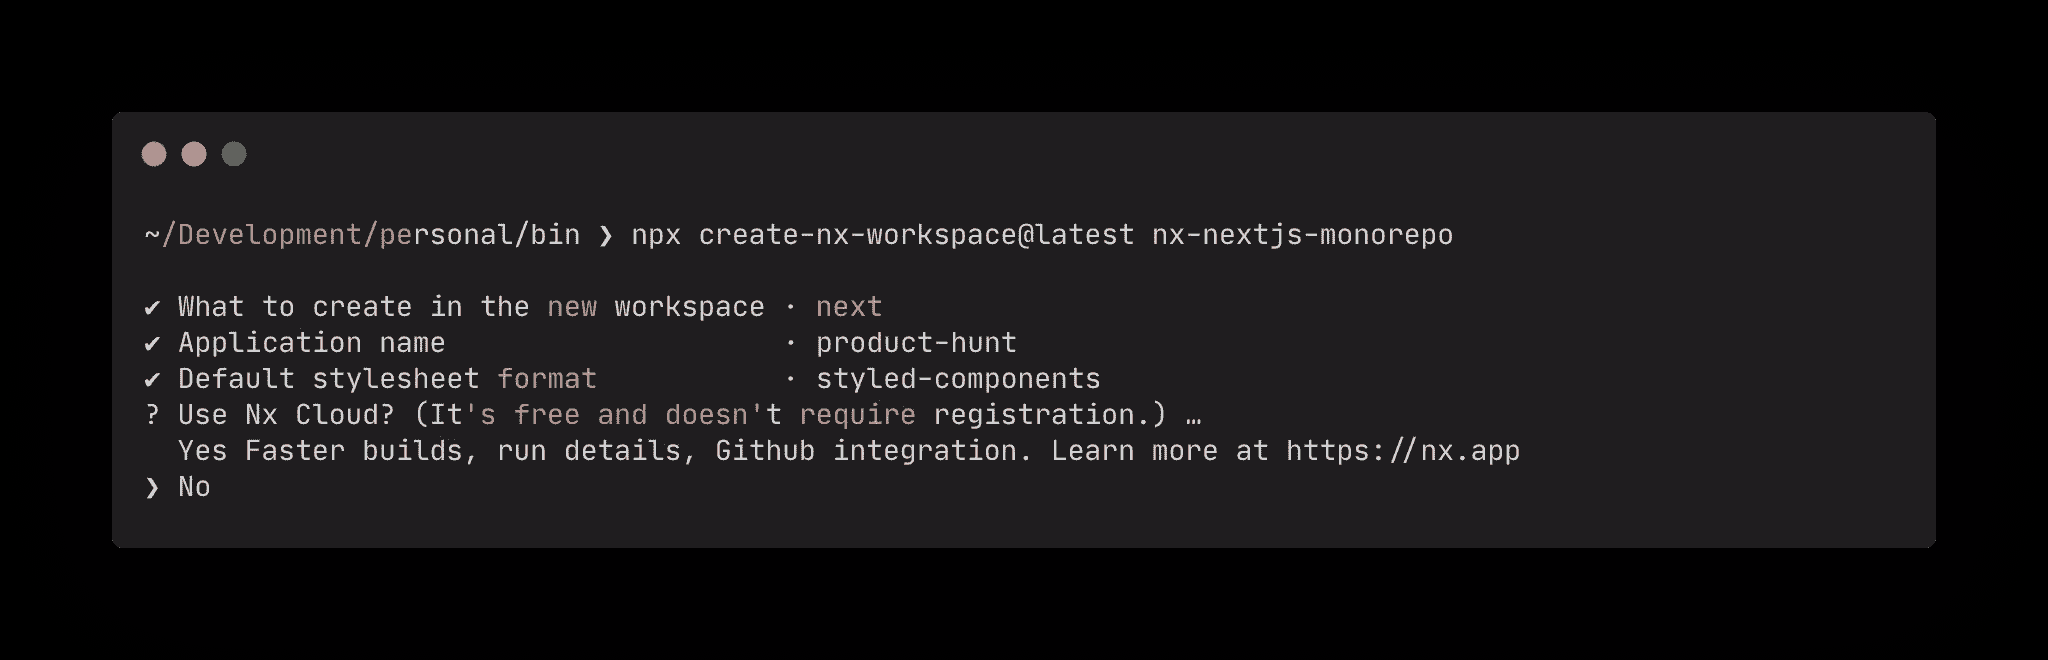 ~/Development/personal/bin ❯ npx create-nx-workspace@latest nx-nextjs-monorepo
✔ What to create in the new workspace · next
✔ Application name · product-hunt
✔ Default stylesheet format · styled-components
? Use Nx Cloud? (It's free and doesn't require registration.) …
Yes Faster builds, run details, Github integration. Learn more at https://nx.app
❯ No